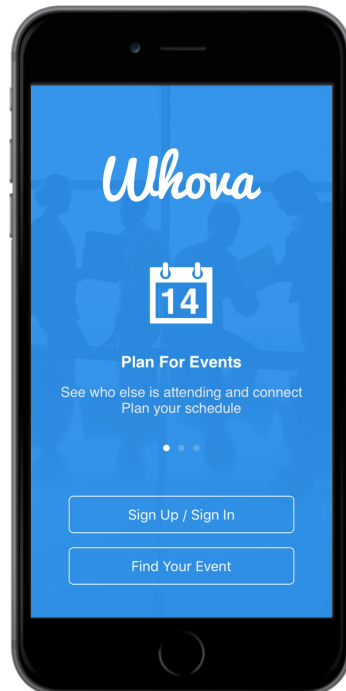 Whova
14
Plan For Events
See who else is attending and connect
Plan your schedule
Sign Up / Sign In
Find Your Event